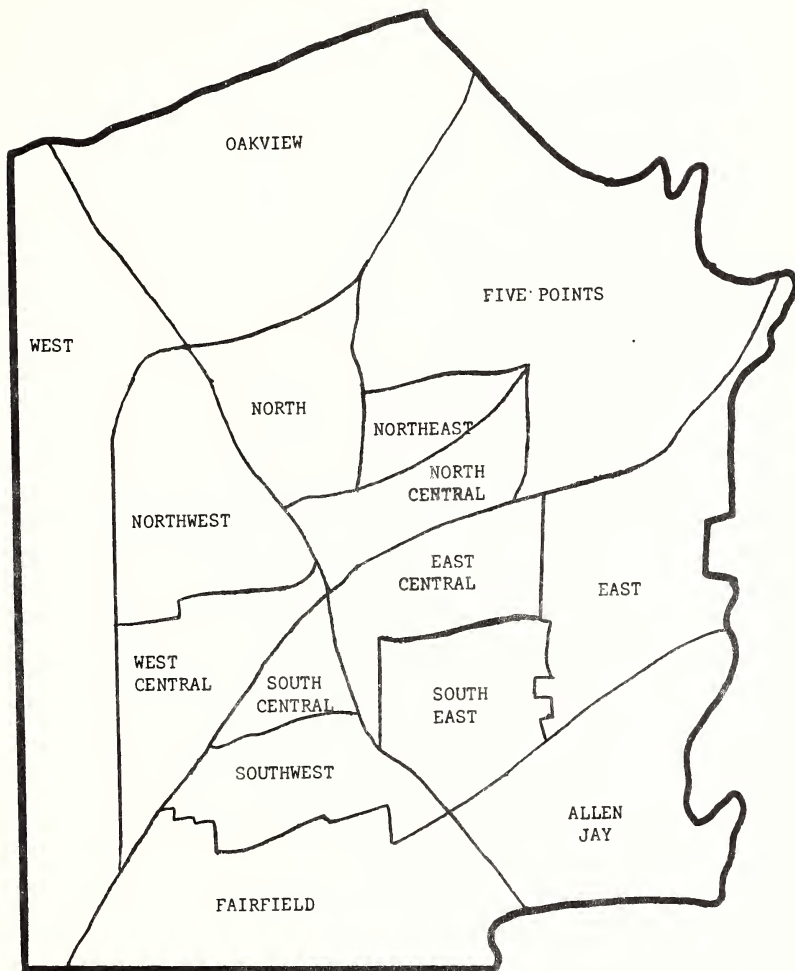 OAKVIEW
FIVE POINTS
WEST
NORTH
NORTHEAST
NORTH
CENTRAL
NORTHWEST
EAST
CENTRAL
EAST
WEST
CENTRAL
SOUTH
CENTRAL
SOUTH
EAST
SOUTHWEST
ALLEN
JAY
FAIRFIELD